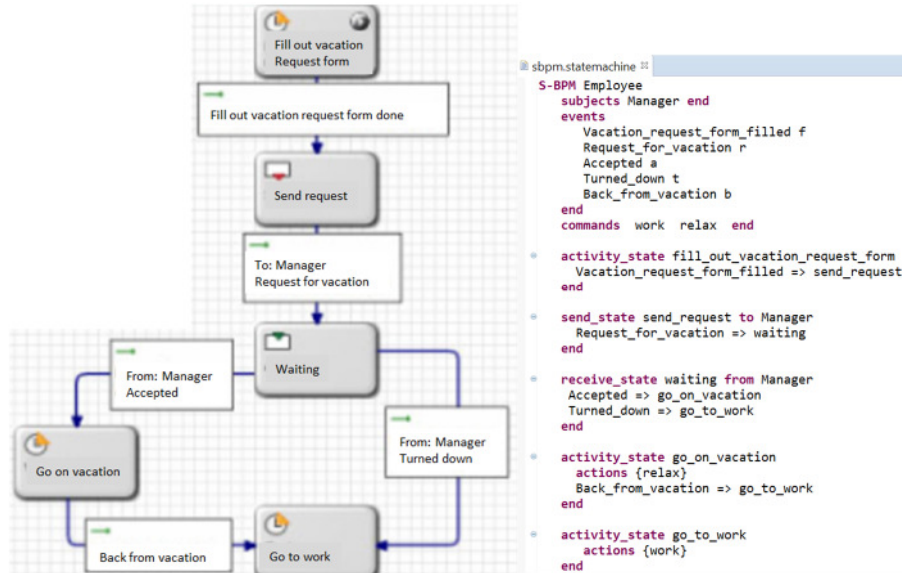 Fill out vacation
Request form
Fill out vacation request form done
Send request
To: Manager
Request for vacation
Waiting
From: Manager
Accepted
From: Manager
Turned down
Go on vacation
Back from vacation
Go to work
sbpm.statemachine
S-BPM Employee
subjects Manager end
events
Vacation_request_form_filled f
Request_for_vacation r
Accepted a
Turned_down t
Back_from_vacation b
end
commands work relax end
activity_state fill_out_vacation_request_form
Vacation_request_form_filled => send_request
end
send_state send_request to Manager
Request_for_vacation => waiting
end
receive_state waiting from Manager
Accepted => go_on_vacation
Turned_down => go_to_work
end
activity_state go_on_vacation
actions {relax}
Back_from_vacation => go_to_work
end
activity_state go_to_work
actions {work}
end